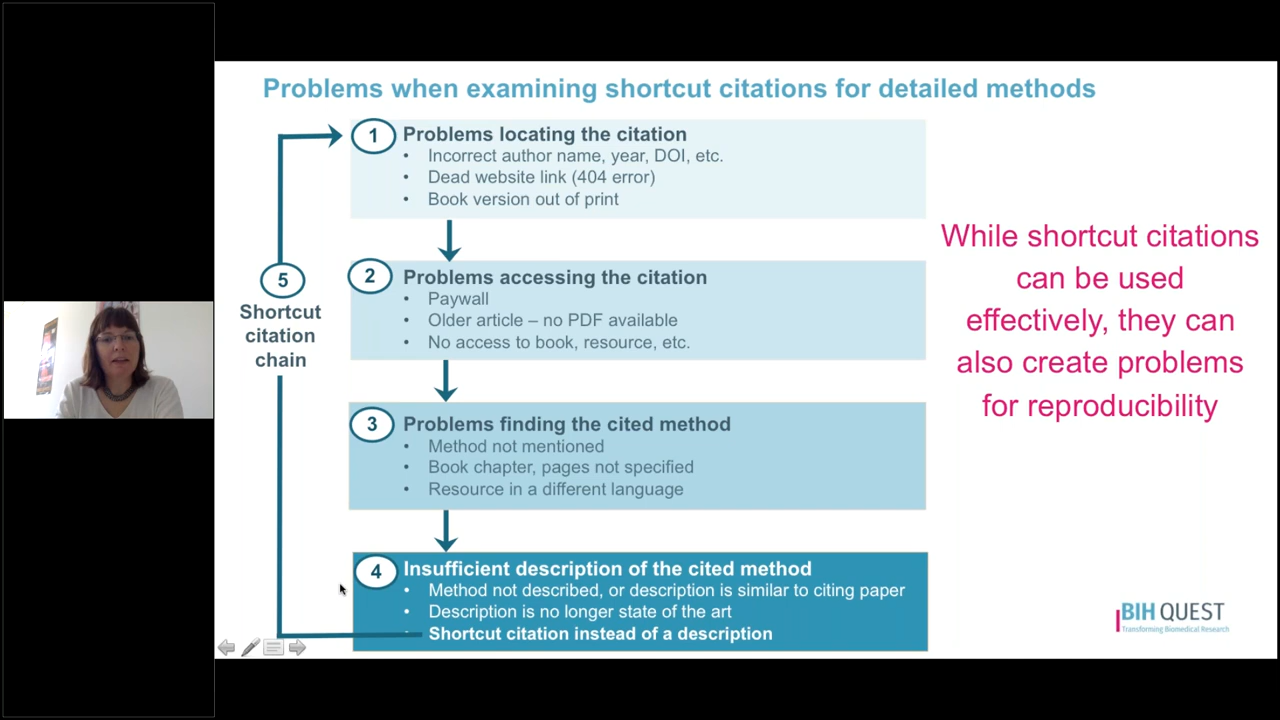 Problems when examining shortcut citations for detailed methods
1
Problems locating the citation
• Incorrect author name, year, DOI, etc.
• Dead website link (404 error)
• Book version out of print
2
Problems accessing the citation
• Paywall
• Older article – no PDF available
• No access to book, resource, etc.
3
Problems finding the cited method
• Method not mentioned
• Book chapter, pages not specified
• Resource in a different language
4
Insufficient description of the cited method
• Method not described, or description is similar to citing paper
• Description is no longer state of the art
• Shortcut citation instead of a description
5
Shortcut
citation
chain
While shortcut citations
can be used
effectively, they can
also create problems
for reproducibility
BIH QUEST
Transforming Biomedical Research